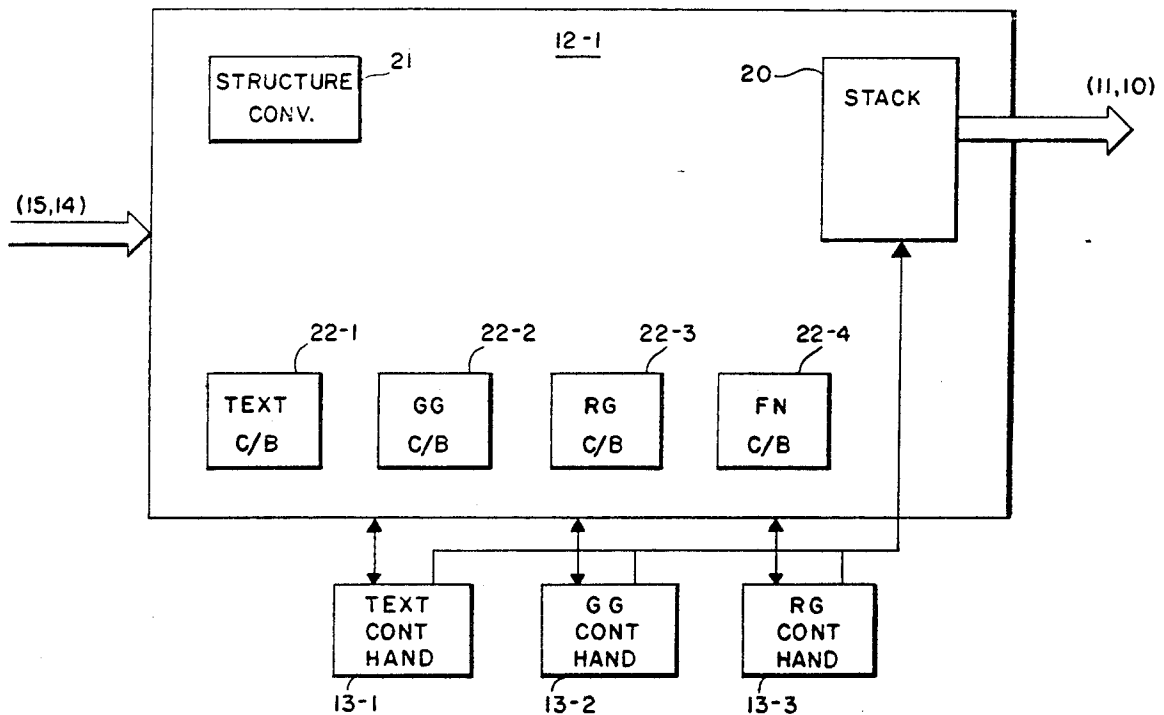 12-1
STRUCTURE
CONV.
21
20
STACK
(11,10)
(15,14)
22-1
22-2
22-3
22-4
TEXT
C/B
GG
C/B
RG
C/B
FN
C/B
TEXT
CONT
HAND
GG
CONT
HAND
RG
CONT
HAND
13-1
13-2
13-3